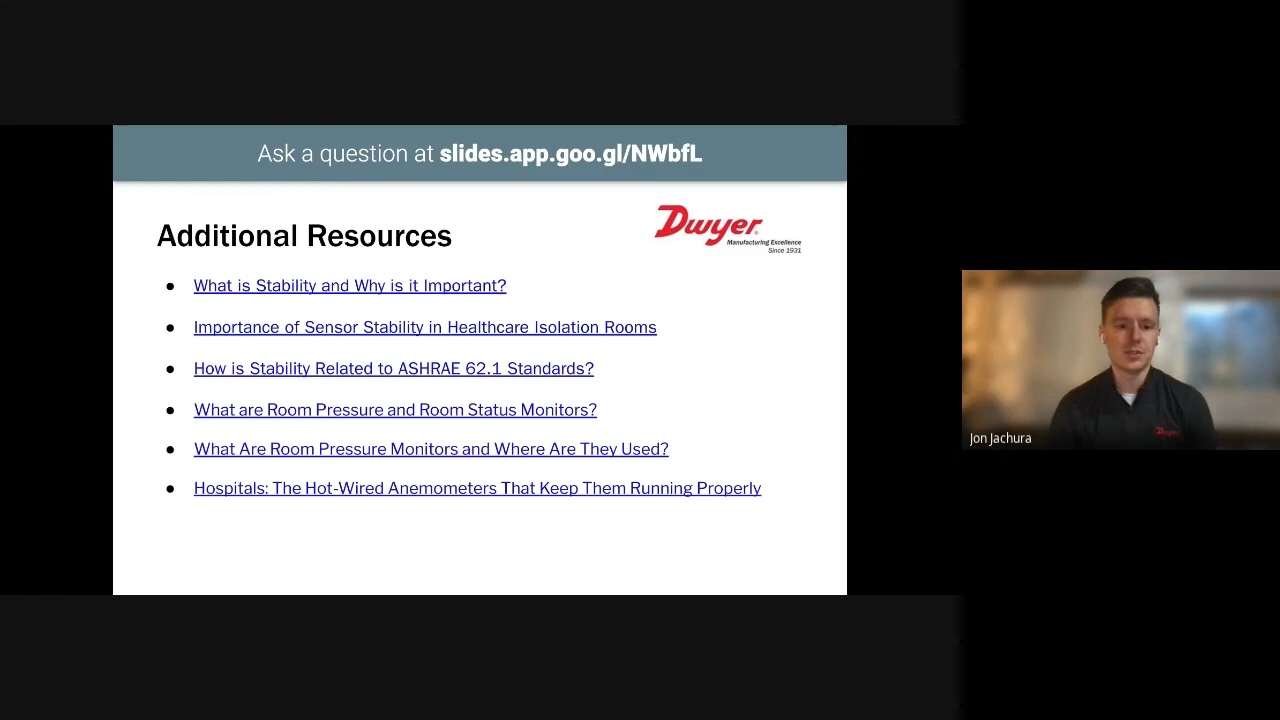 Ask a question at slides.app.goo.gl/NWbfL
Additional Resources
Dwyer®
Manufacturing Excellence
Since 1931
• What is Stability and Why is it Important?
• Importance of Sensor Stability in Healthcare Isolation Rooms
• How is Stability Related to ASHRAE 62.1 Standards?
• What are Room Pressure and Room Status Monitors?
• What Are Room Pressure Monitors and Where Are They Used?
• Hospitals: The Hot-Wired Anemometers That Keep Them Running Properly
Dwyer
Jon Jachura